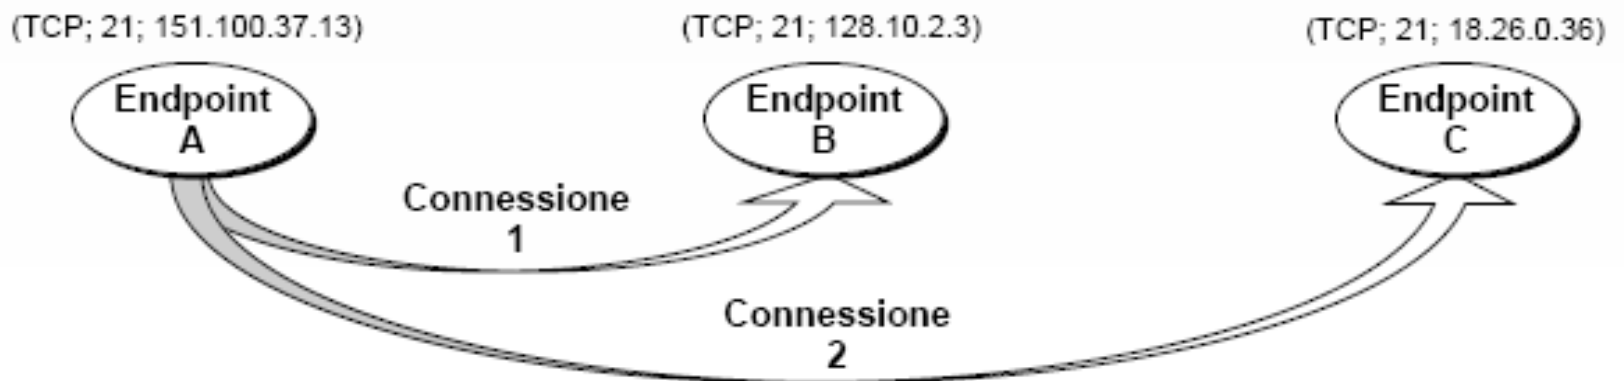 (TCP; 21; 151.100.37.13)
(TCP; 21; 128.10.2.3)
(TCP; 21; 18.26.0.36)
Endpoint
A
Endpoint
B
Endpoint
C
Connessione
1
Connessione
2